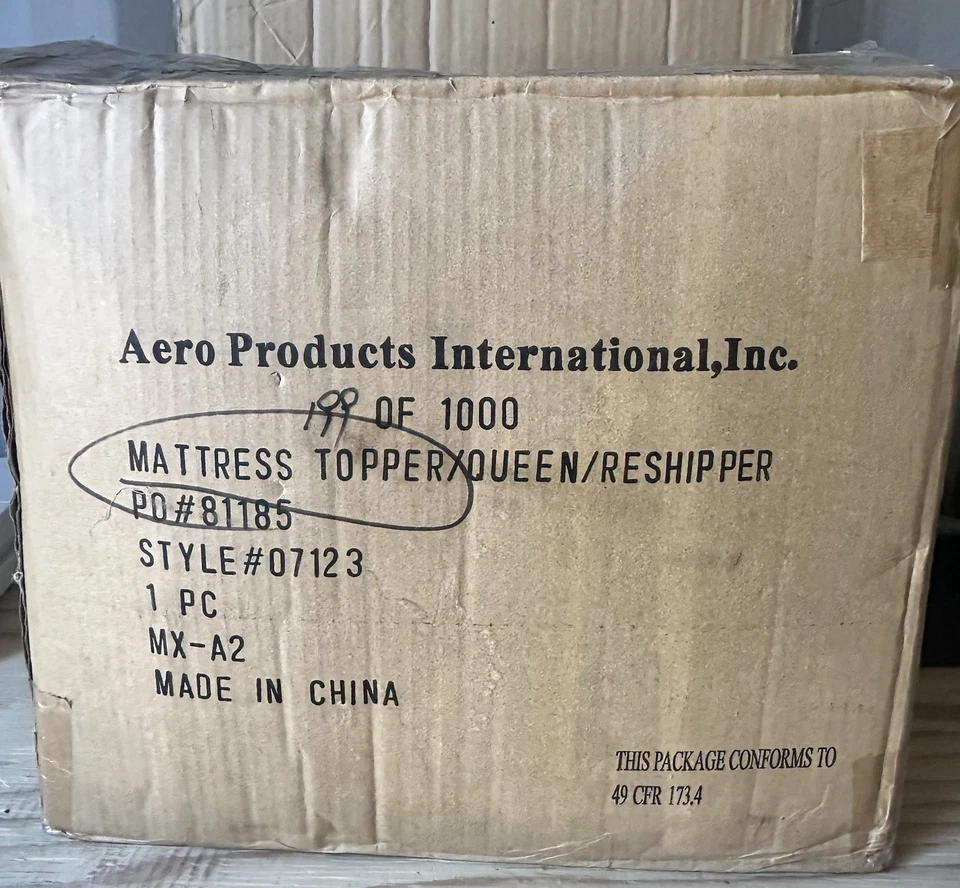 Aero Products International,Inc.
199 OF 1000
MATTRESS TOPPER/QUEEN/RESHIPPER
PO#81185
STYLE#07123
1 PC
MX-A2
MADE IN CHINA
THIS PACKAGE CONFORMS TO
49 CFR 173.4